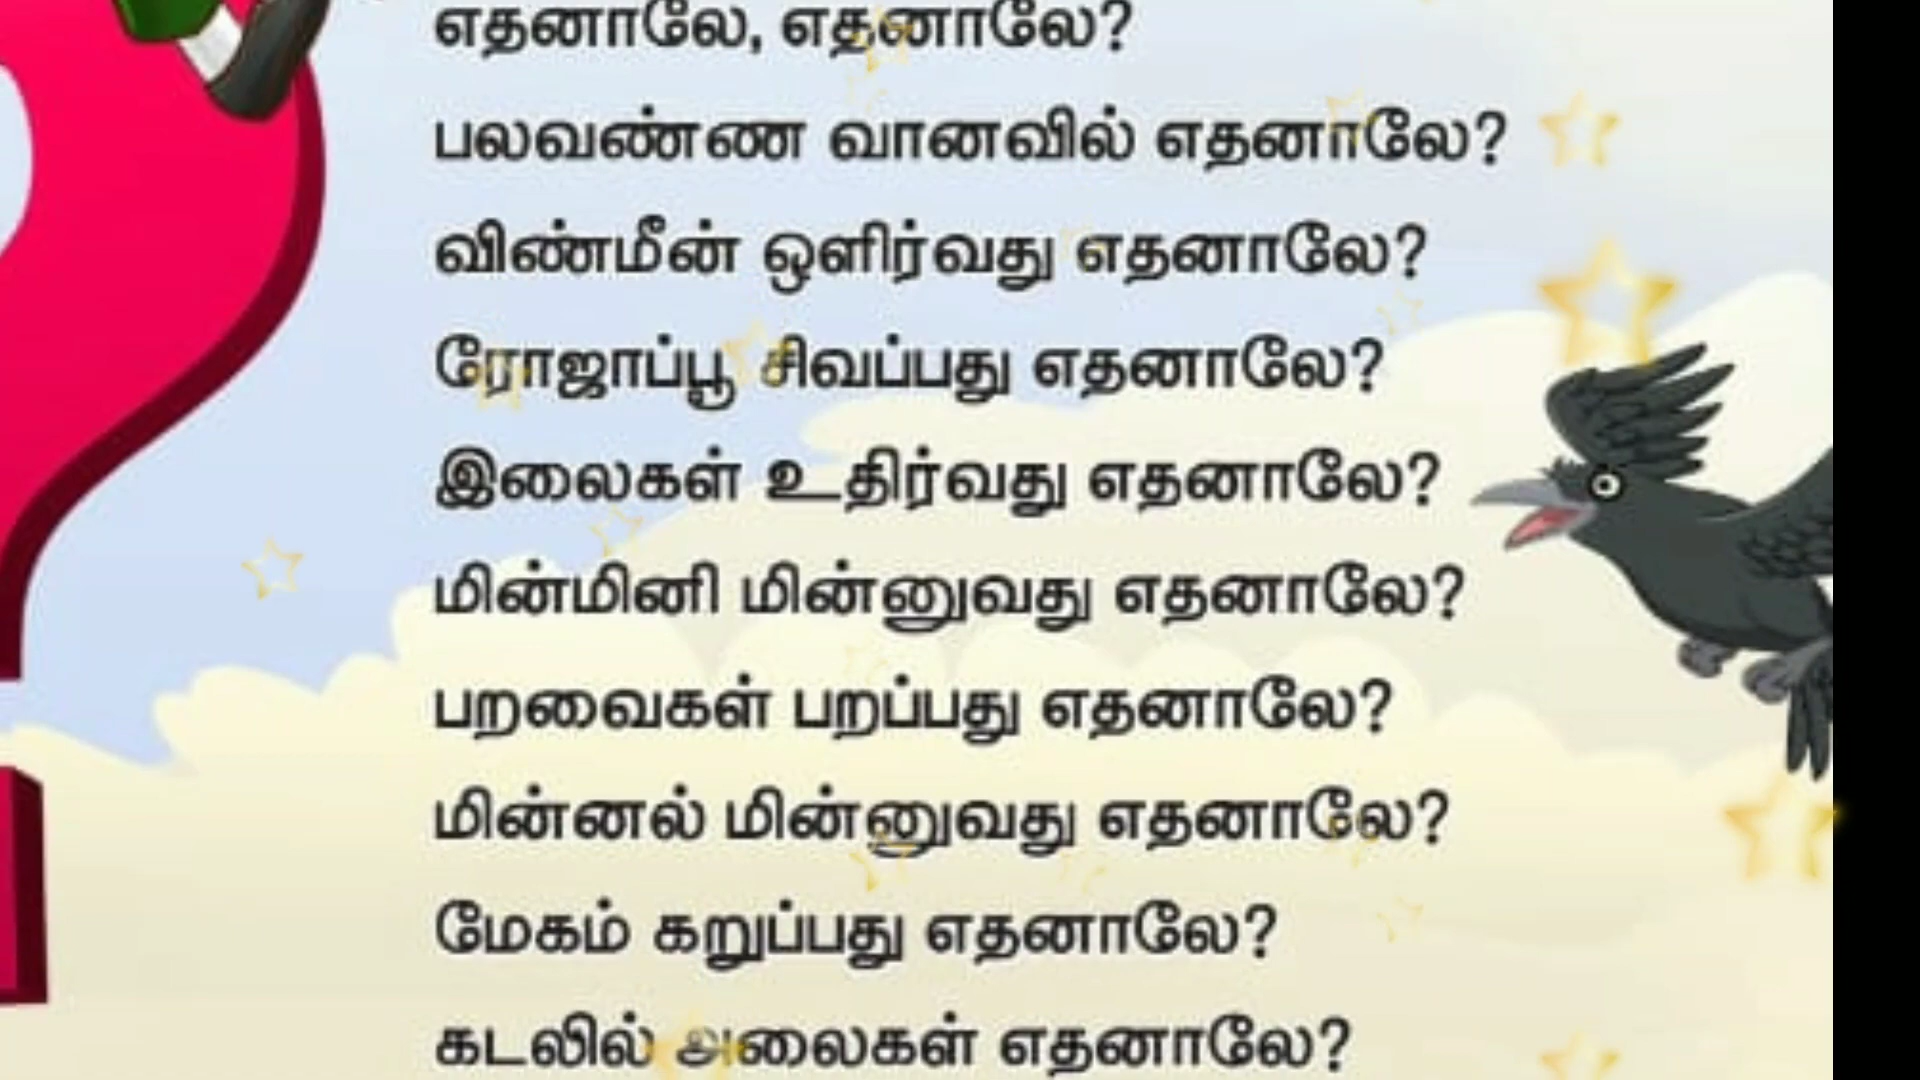 எதனாலே, எதனாலே?
பலவண்ண வானவில் எதனாலே?
விண்மீன் ஒளிர்வது எதனாலே?
ரோஜாப்பூ சிவப்பது எதனாலே?
இலைகள் உதிர்வது எதனாலே?
மின்மினி மின்னுவது எதனாலே?
பறவைகள் பறப்பது எதனாலே?
மின்னல் மின்னுவது எதனாலே?
மேகம் கறுப்பது எதனாலே?
கடலில் அலைகள் எதனாலே?